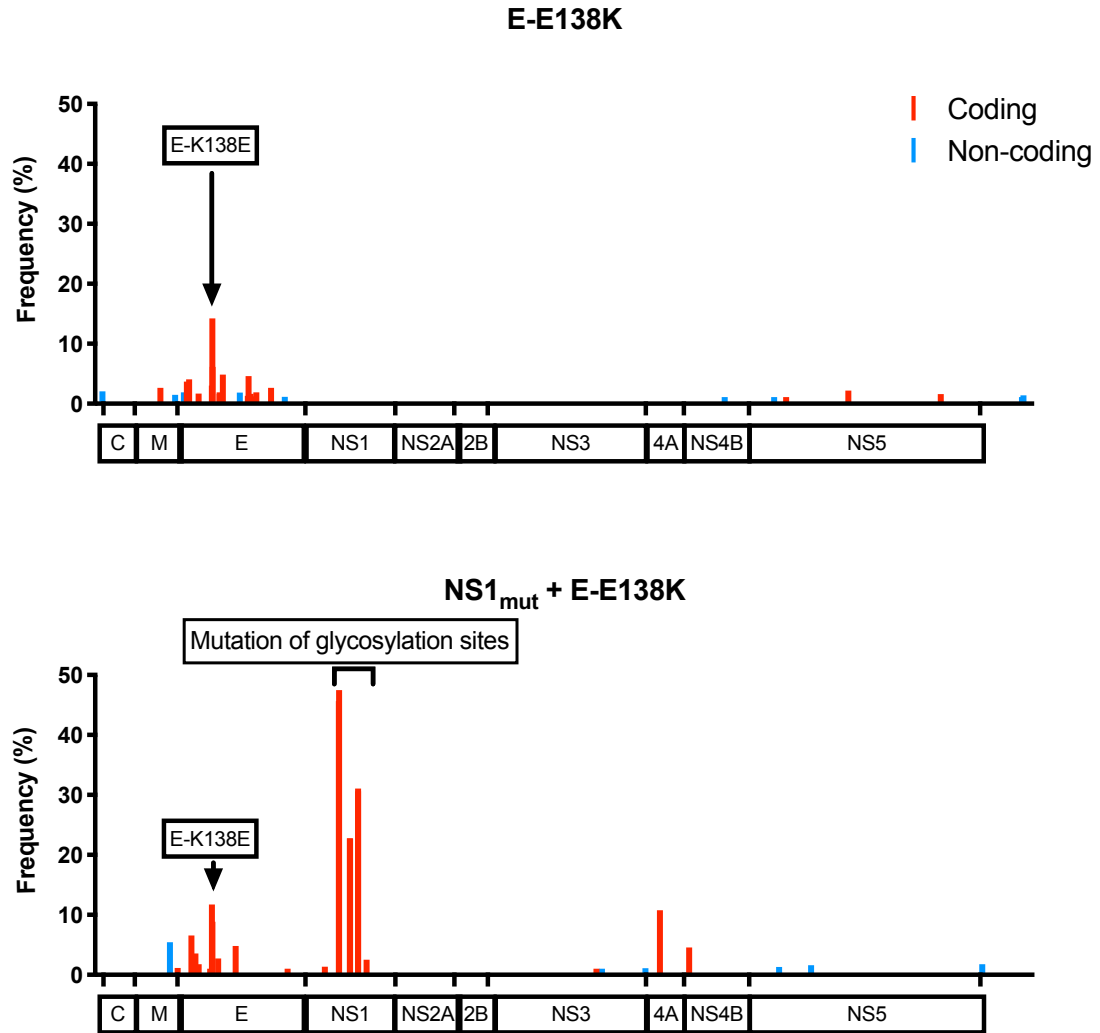 E-E138K
50
40
30
20
10
0
Frequency (%)
E-K138E
Coding
Non-coding
C M E NS1 NS2A 2B NS3 4A NS4B NS5
NS1mut + E-E138K
Mutation of glycosylation sites
50
40
30
20
10
0
Frequency (%)
E-K138E
C M E NS1 NS2A 2B NS3 4A NS4B NS5